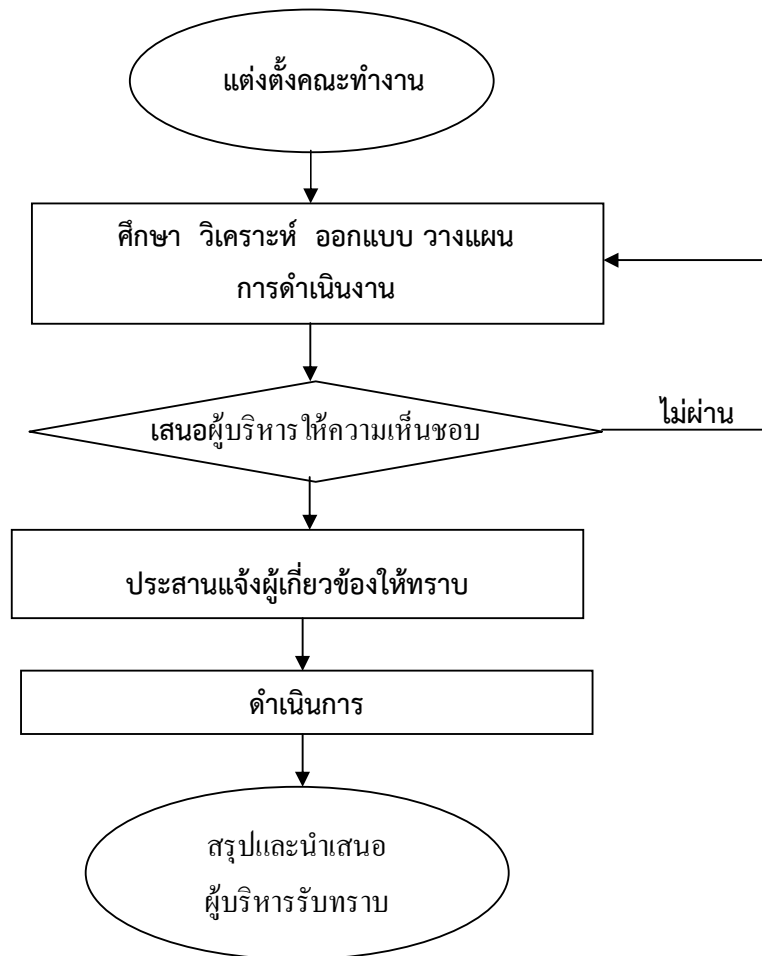 แต่งตั้งคณะทำงาน
ศึกษา วิเคราะห์ ออกแบบ วางแผน
การดำเนินงาน
เสนอผู้บริหารให้ความเห็นชอบ
ไม่ผ่าน
ประสานแจ้งผู้เกี่ยวข้องให้ทราบ
ดำเนินการ
สรุปและนำเสนอ
ผู้บริหารรับทราบ